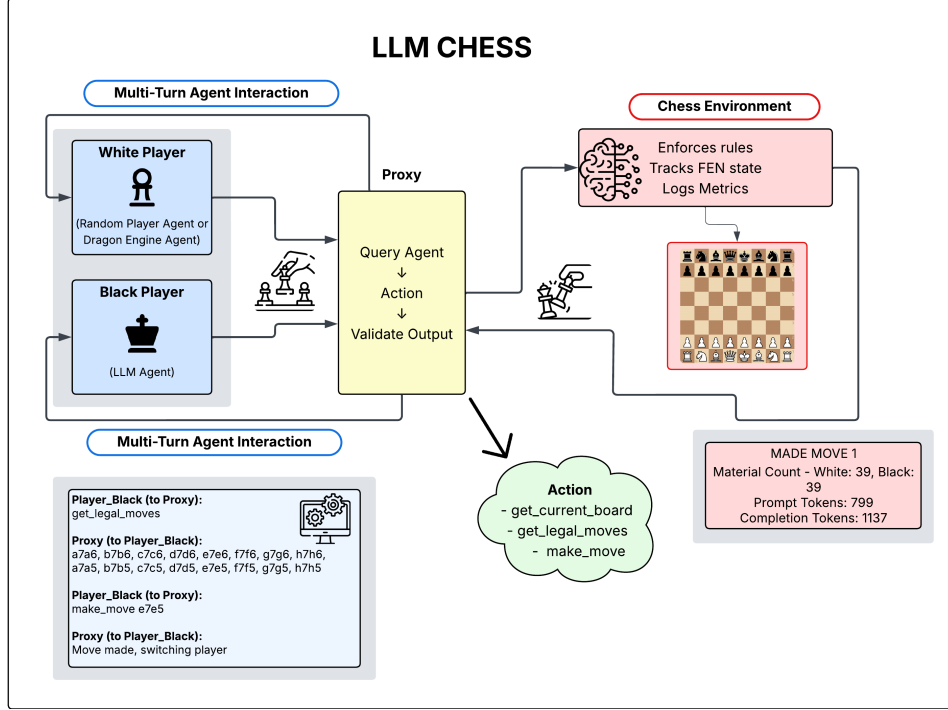 LLM CHESS
Multi-Turn Agent Interaction
White Player
(Random Player Agent or
Dragon Engine Agent)
Black Player
(LLM Agent)
Multi-Turn Agent Interaction
Proxy
Query Agent
↓
Action
↓
Validate Output
Chess Environment
Enforces rules
Tracks FEN state
Logs Metrics
MADE MOVE 1
Material Count - White: 39, Black:
39
Prompt Tokens: 799
Completion Tokens: 1137
Action
- get_current_board
- get_legal_moves
- make_move
Player_Black (to Proxy):
get_legal_moves
Proxy (to Player_Black):
a7a6, b7b6, c7c6, d7d6, e7e6, f7f6, g7g6, h7h6,
a7a5, b7b5, c7c5, d7d5, e7e5, f7f5, g7g5, h7h5
Player_Black (to Proxy):
make_move e7e5
Proxy (to Player_Black):
Move made, switching player